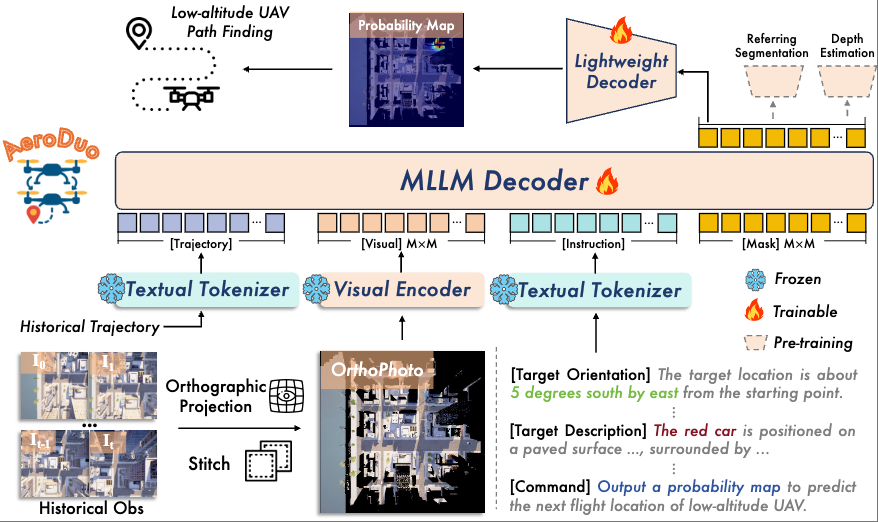 Low-altitude UAV
Path Finding
Probability Map
Lightweight
Decoder
Referring
Segmentation
Depth
Estimation
AeroDuo
...
MLLM Decoder
... ... ... ...
[Trajectory]
[Visual] M×M
[Instruction]
[Mask] M×M
Textual Tokenizer
Visual Encoder
Textual Tokenizer
Frozen
Trainable
Pre-training
Historical Trajectory
I0
I1
...
It-1
It
Historical Obs
Orthographic
Projection
Stitch
OrthoPhoto
[Target Orientation] The target location is about
5 degrees south by east from the starting point.
⋮
[Target Description] The red car is positioned on
a paved surface ..., surrounded by ...
⋮
[Command] Output a probability map to predict
the next flight location of low-altitude UAV.